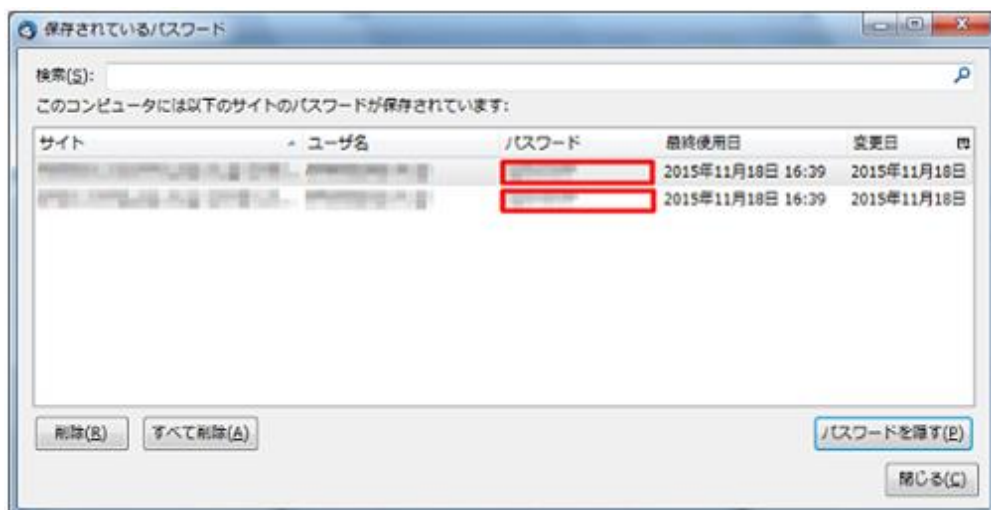 保存されているパスワード
検索(S):
このコンピュータには以下のサイトのパスワードが保存されています:
サイト ユーザ名 パスワード 最終使用日 変更日
2015年11月18日 16:39 2015年11月18日
2015年11月18日 16:39 2015年11月18日
削除(R) すべて削除(A) パスワードを隠す(P)
閉じる(C)